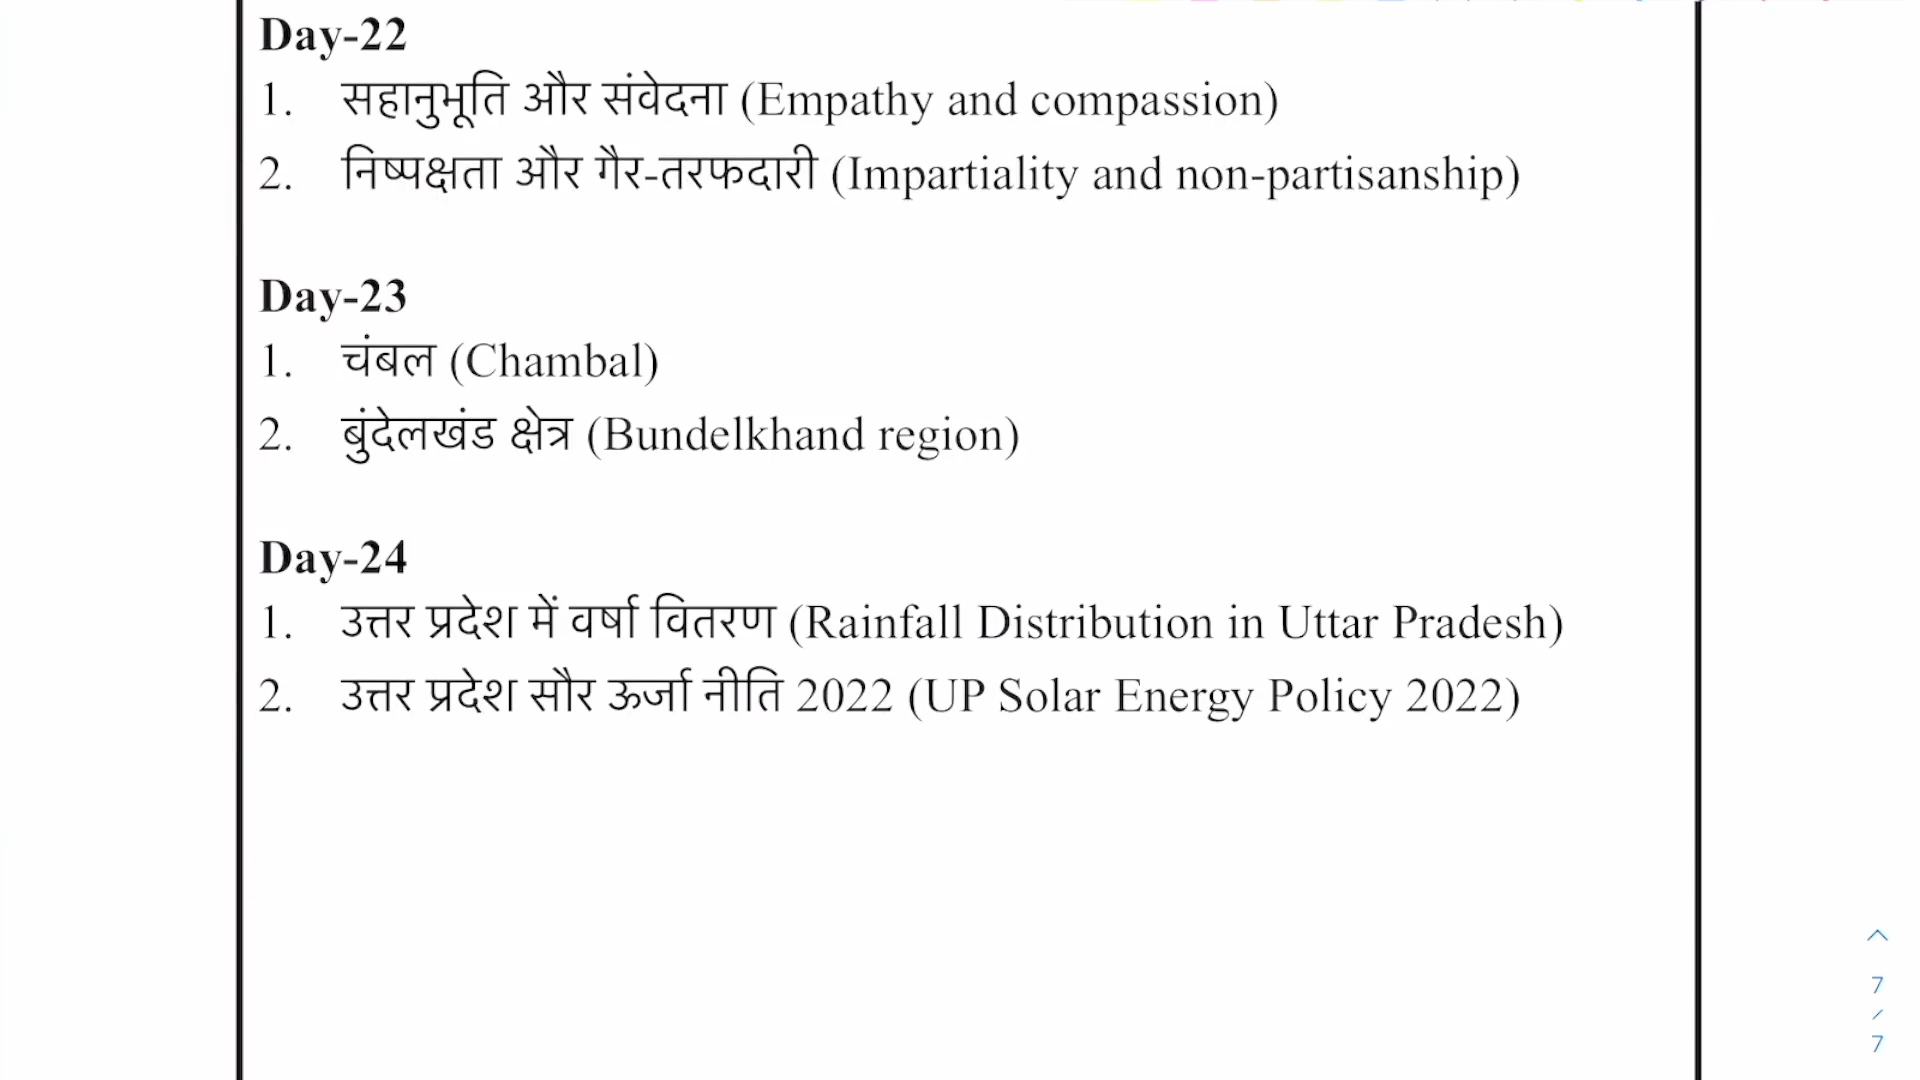 Day-22
1. सहानुभूति और संवेदना (Empathy and compassion)
2. निष्पक्षता और गैर-तरफदारी (Impartiality and non-partisanship)
Day-23
1. चंबल (Chambal)
2. बुंदेलखंड क्षेत्र (Bundelkhand region)
Day-24
1. उत्तर प्रदेश में वर्षा वितरण (Rainfall Distribution in Uttar Pradesh)
2. उत्तर प्रदेश सौर ऊर्जा नीति 2022 (UP Solar Energy Policy 2022)
7
/
7